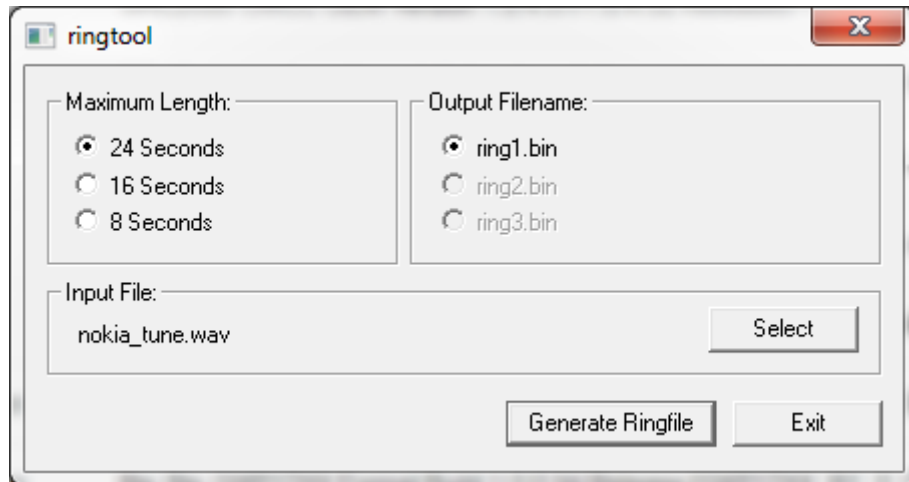 ringtool
Maximum Length:
24 Seconds
16 Seconds
8 Seconds
Output Filename:
ring1.bin
ring2.bin
ring3.bin
Input File:
nokia_tune.wav
Select
Generate Ringfile
Exit